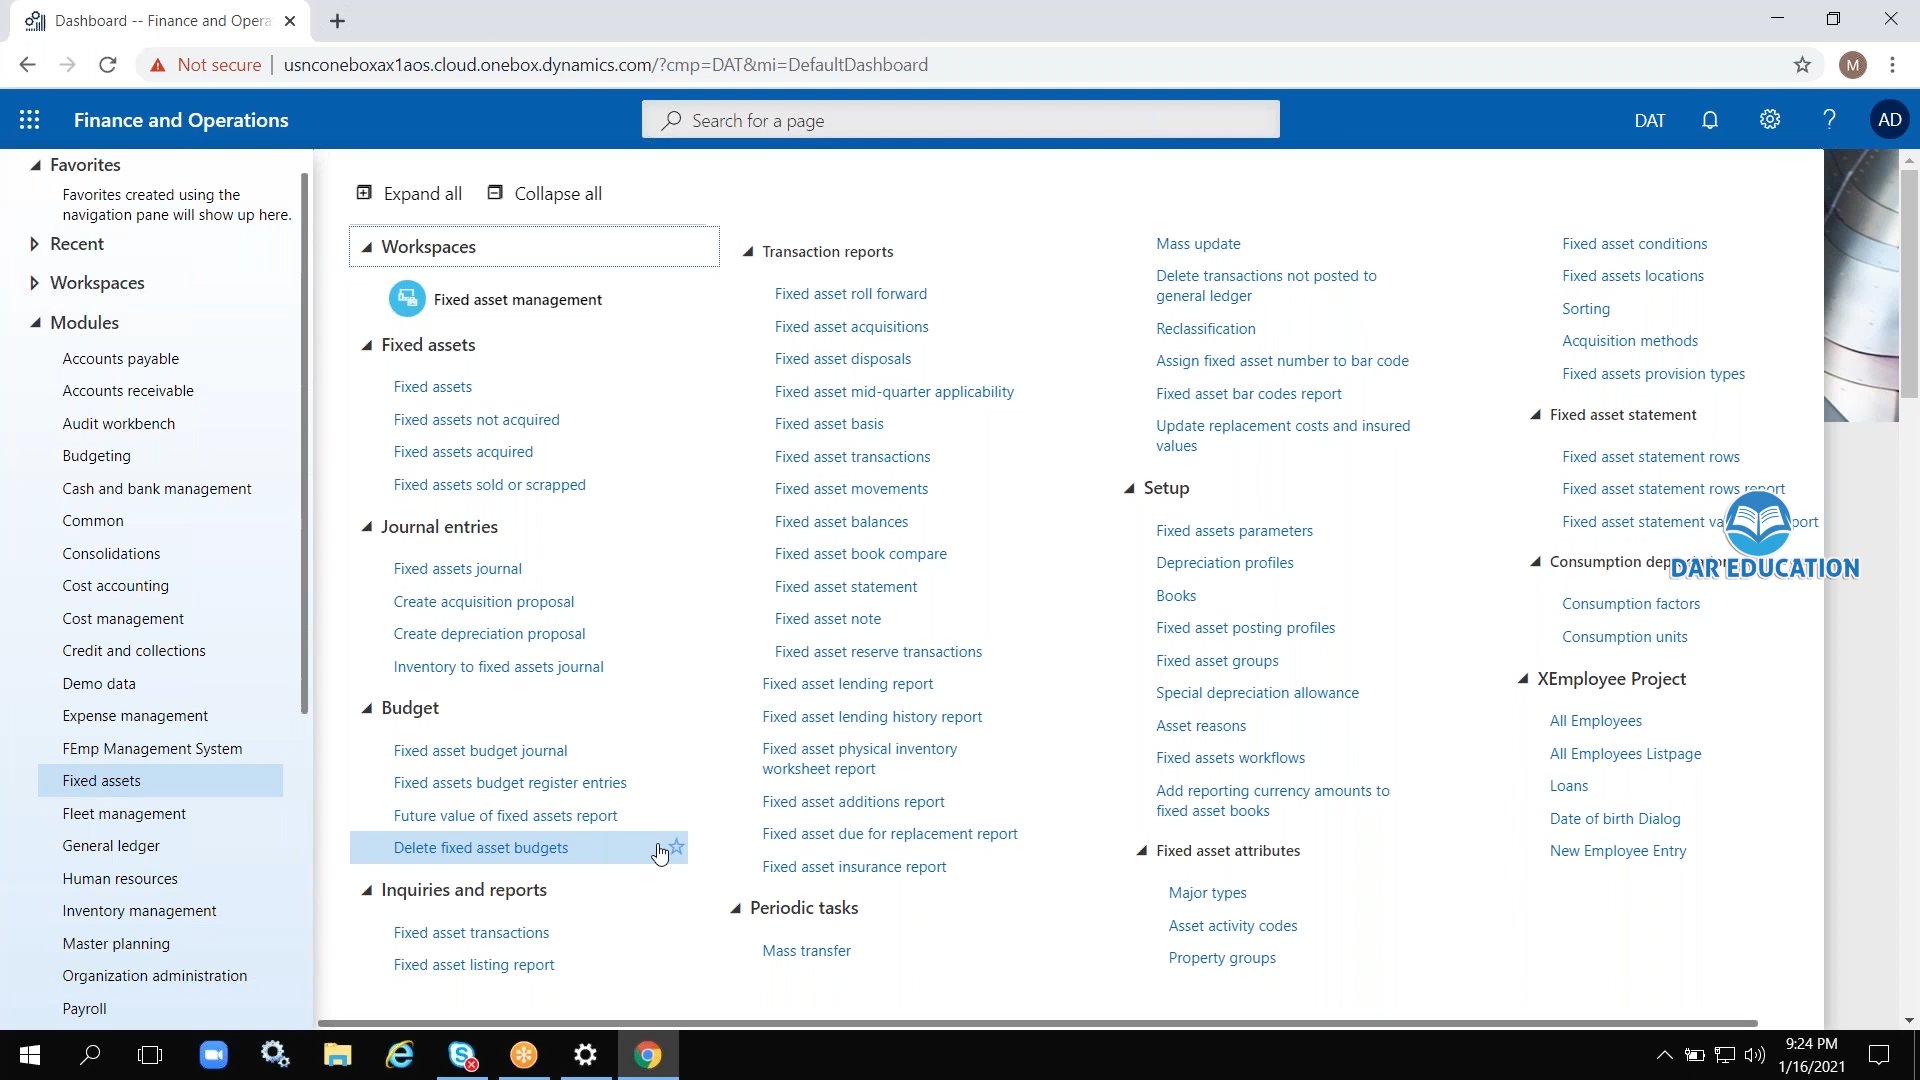 Dashboard -- Finance and Opera
Not secure
usnconeboxax1aos.cloud.onebox.dynamics.com/?cmp=DAT&mi=DefaultDashboard
M
Finance and Operations
Search for a page
DAT
AD
Favorites
Favorites created using the
navigation pane will show up here.
Recent
Workspaces
Modules
Accounts payable
Accounts receivable
Audit workbench
Budgeting
Cash and bank management
Common
Consolidations
Cost accounting
Cost management
Credit and collections
Demo data
Expense management
FEmp Management System
Fixed assets
Fleet management
General ledger
Human resources
Inventory management
Master planning
Organization administration
Payroll
Expand all
Collapse all
Workspaces
Fixed asset management
Fixed assets
Fixed assets
Fixed assets not acquired
Fixed assets acquired
Fixed assets sold or scrapped
Journal entries
Fixed assets journal
Create acquisition proposal
Create depreciation proposal
Inventory to fixed assets journal
Budget
Fixed asset budget journal
Fixed assets budget register entries
Future value of fixed assets report
Delete fixed asset budgets
Inquiries and reports
Fixed asset transactions
Fixed asset listing report
Transaction reports
Fixed asset roll forward
Fixed asset acquisitions
Fixed asset disposals
Fixed asset mid-quarter applicability
Fixed asset basis
Fixed asset transactions
Fixed asset movements
Fixed asset balances
Fixed asset book compare
Fixed asset statement
Fixed asset note
Fixed asset reserve transactions
Fixed asset lending report
Fixed asset lending history report
Fixed asset physical inventory
worksheet report
Fixed asset additions report
Fixed asset due for replacement report
Fixed asset insurance report
Periodic tasks
Mass transfer
Mass update
Delete transactions not posted to
general ledger
Reclassification
Assign fixed asset number to bar code
Fixed asset bar codes report
Update replacement costs and insured
values
Setup
Fixed assets parameters
Depreciation profiles
Books
Fixed asset posting profiles
Fixed asset groups
Special depreciation allowance
Asset reasons
Fixed assets workflows
Add reporting currency amounts to
fixed asset books
Fixed asset attributes
Major types
Asset activity codes
Property groups
Fixed asset conditions
Fixed assets locations
Sorting
Acquisition methods
Fixed assets provision types
Fixed asset statement
Fixed asset statement rows
Fixed asset statement rows report
Fixed asset statement
Consumption
DAR EDUCATION
Consumption factors
Consumption units
XEmployee Project
All Employees
All Employees Listpage
Loans
Date of birth Dialog
New Employee Entry
9:24 PM
1/16/2021